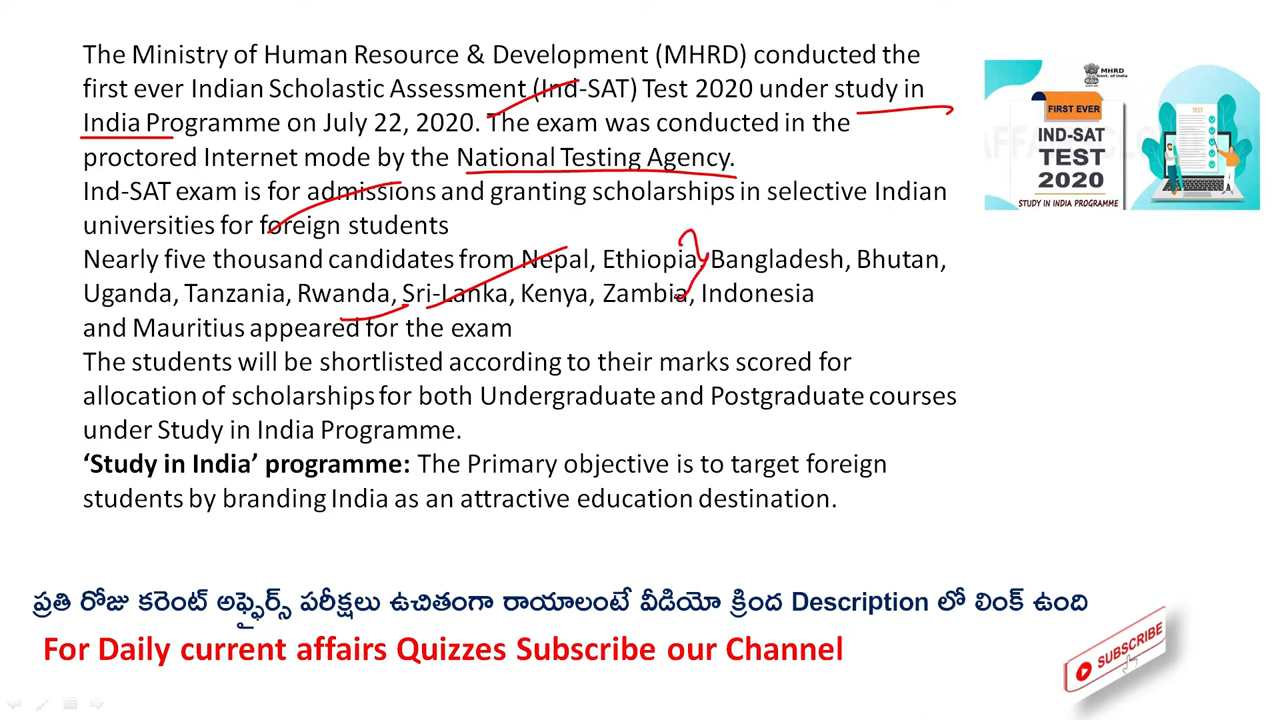 The Ministry of Human Resource & Development (MHRD) conducted the
first ever Indian Scholastic Assessment (Ind-SAT) Test 2020 under study in
India Programme on July 22, 2020. The exam was conducted in the
proctored Internet mode by the National Testing Agency.
Ind-SAT exam is for admissions and granting scholarships in selective Indian
universities for foreign students
Nearly five thousand candidates from Nepal, Ethiopia, Bangladesh, Bhutan,
Uganda, Tanzania, Rwanda, Sri-Lanka, Kenya, Zambia, Indonesia
and Mauritius appeared for the exam
The students will be shortlisted according to their marks scored for
allocation of scholarships for both Undergraduate and Postgraduate courses
under Study in India Programme.
‘Study in India’ programme: The Primary objective is to target foreign
students by branding India as an attractive education destination.
MHRD
Govt. of India
FIRST EVER
IND-SAT
TEST
2020
STUDY IN INDIA PROGRAMME
TEST
ప్రతి రోజు కరెంట్ అఫ్ఫైర్స్ పరీక్షలు ఉచితంగా రాయాలంటే వీడియో క్రింద Description లో లింక్ ఉంది
For Daily current affairs Quizzes Subscribe our Channel
SUBSCRIBE